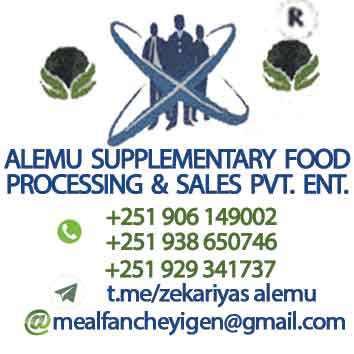 R
ALEMU SUPPLEMENTARY FOOD
PROCESSING & SALES PVT. ENT.
+251 906 149002
+251 938 650746
+251 929 341737
t.me/zekariyas alemu
@mealfancheyigen@gmail.com